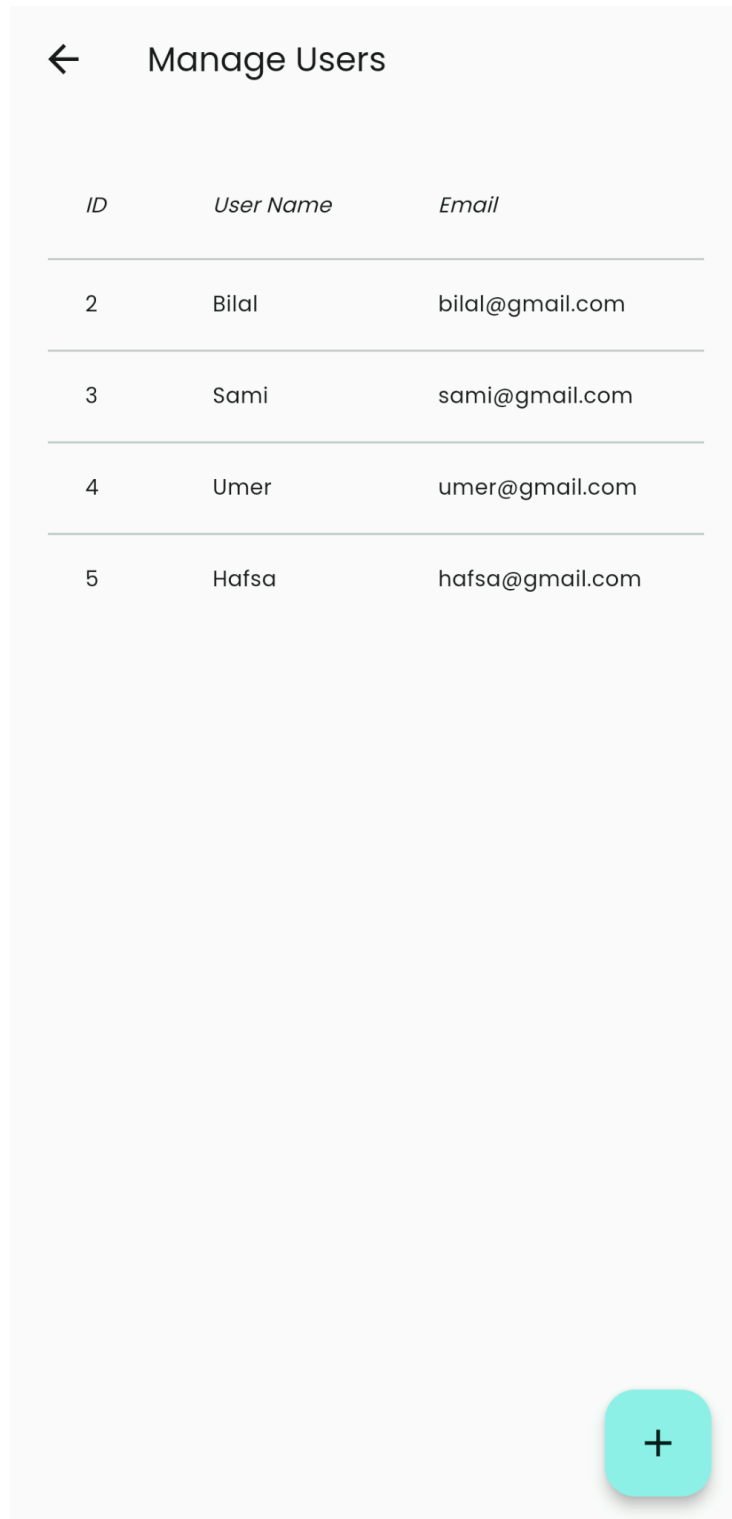 Manage Users
ID User Name Email
2 Bilal bilal@gmail.com
3 Sami sami@gmail.com
4 Umer umer@gmail.com
5 Hafsa hafsa@gmail.com